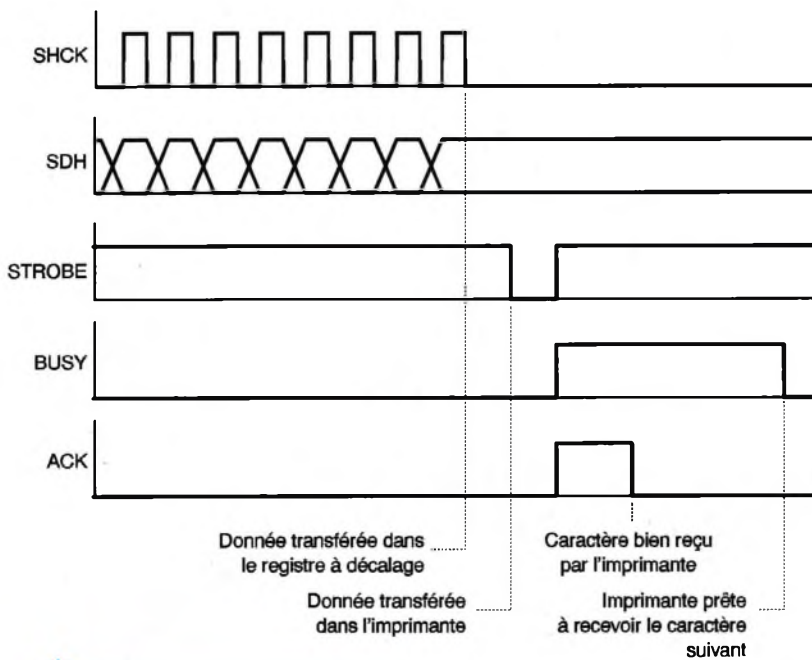 SHCK
SDH
STROBE
BUSY
ACK
Donnée transférée dans
le registre à décalage
Caractère bien reçu
par l'imprimante
Donnée transférée
dans l'imprimante
Imprimante prête
à recevoir le caractère
suivant